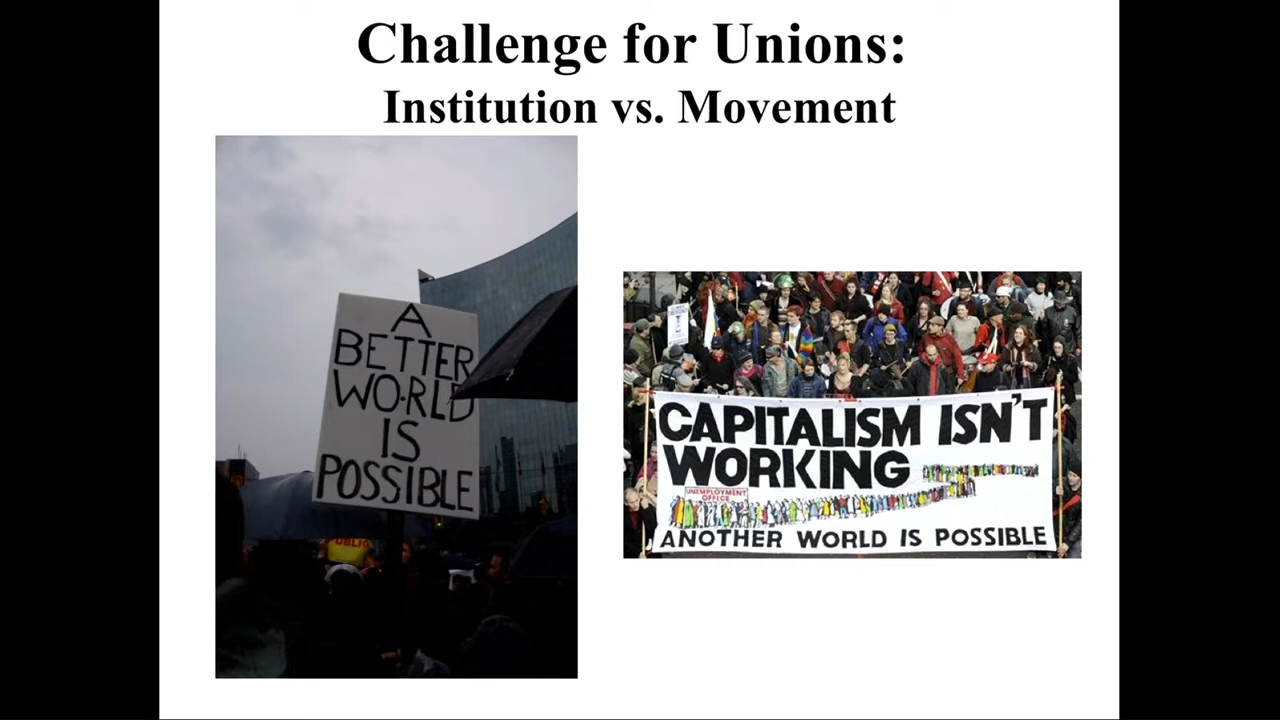 Challenge for Unions:
Institution vs. Movement
A
BETTER
WORLD
IS
POSSIBLE
PUBLIC
CAPITALISM ISN'T
WORKING
UNEMPLOYMENT
OFFICE
ANOTHER WORLD IS POSSIBLE